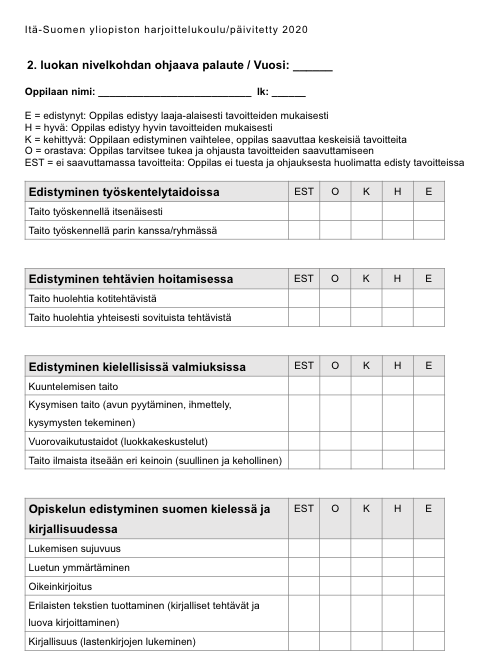 Itä-Suomen yliopiston harjoittelukoulu/päivitetty 2020
2. luokan nivelkohdan ohjaava palaute / Vuosi: ______
Oppilaan nimi: ___________________________ lk: ______
E = edistynyt: Oppilas edistyy laaja-alaisesti tavoitteiden mukaisesti
H = hyvä: Oppilas edistyy hyvin tavoitteiden mukaisesti
K = kehittyvä: Oppilaan edistyminen vaihtelee, oppilas saavuttaa keskeisiä tavoitteita
O = orastava: Oppilas tarvitsee tukea ja ohjausta tavoitteiden saavuttamiseen
EST = ei saavuttamassa tavoitteita: Oppilas ei tuesta ja ohjauksesta huolimatta edisty tavoitteissa
Edistyminen työskentelytaidoissa EST O K H E
Taito työskennellä itsenäisesti
Taito työskennellä parin kanssa/ryhmässä
Edistyminen tehtävien hoitamisessa EST O K H E
Taito huolehtia kotitehtävistä
Taito huolehtia yhteisesti sovituista tehtävistä
Edistyminen kielellisissä valmiuksissa EST O K H E
Kuuntelemisen taito
Kysymisen taito (avun pyytäminen, ihmettely,
kysymysten tekeminen)
Vuorovaikutustaidot (luokkakeskustelut)
Taito ilmaista itseään eri keinoin (suullinen ja kehollinen)
Opiskelun edistyminen suomen kielessä ja EST O K H E
kirjallisuudessa
Lukemisen sujuvuus
Luetun ymmärtäminen
Oikeinkirjoitus
Erilaisten tekstien tuottaminen (kirjalliset tehtävät ja
luova kirjoittaminen)
Kirjallisuus (lastenkirjojen lukeminen)